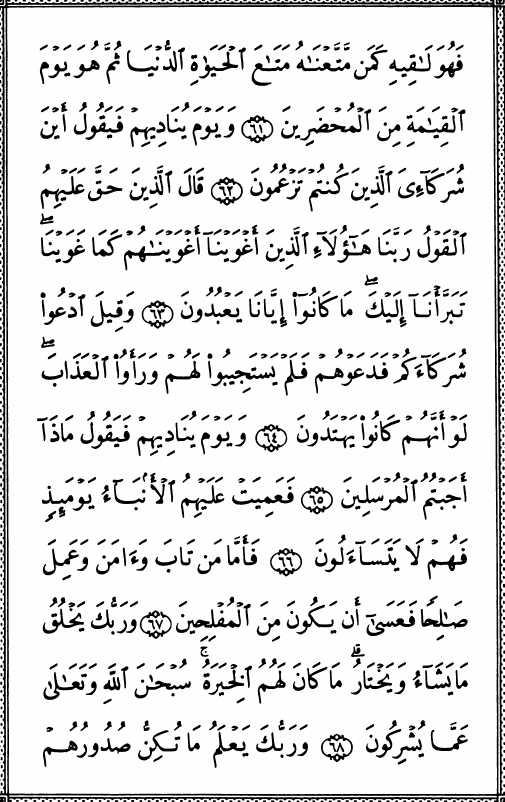 فَهُوَ لَٰقِيهِ كَمَن مَّتَّعْنَٰهُ مَتَٰعَ ٱلْحَيَوٰةِ ٱلدُّنْيَا ثُمَّ هُوَ يَوْمَ
ٱلْقِيَٰمَةِ مِنَ ٱلْمُحْضَرِينَ ٦١ وَيَوْمَ يُنَادِيهِمْ فَيَقُولُ أَيْنَ
شُرَكَآءِىَ ٱلَّذِينَ كُنتُمْ تَزْعُمُونَ ٦٢ قَالَ ٱلَّذِينَ حَقَّ عَلَيْهِمُ
ٱلْقَوْلُ رَبَّنَا هَٰٓؤُلَآءِ ٱلَّذِينَ أَغْوَيْنَآ أَغْوَيْنَٰهُمْ كَمَا غَوَيْنَا ۖ
تَبَرَّأْنَآ إِلَيْكَ ۖ مَا كَانُوٓا۟ إِيَّانَا يَعْبُدُونَ ٦٣ وَقِيلَ ٱدْعُوا۟
شُرَكَآءَكُمْ فَدَعَوْهُمْ فَلَمْ يَسْتَجِيبُوا۟ لَهُمْ وَرَأَوُا۟ ٱلْعَذَابَ ۖ
لَوْ أَنَّهُمْ كَانُوا۟ يَهْتَدُونَ ٦٤ وَيَوْمَ يُنَادِيهِمْ فَيَقُولُ مَاذَآ
أَجَبْتُمُ ٱلْمُرْسَلِينَ ٦٥ فَعَمِيَتْ عَلَيْهِمُ ٱلْأَنۢبَآءُ يَوْمَئِذٍ
فَهُمْ لَا يَتَسَآءَلُونَ ٦٦ فَأَمَّا مَن تَابَ وَءَامَنَ وَعَمِلَ
صَٰلِحًا فَعَسَىٰٓ أَن يَكُونَ مِنَ ٱلْمُفْلِحِينَ ٦٧ وَرَبُّكَ يَخْلُقُ
مَا يَشَآءُ وَيَخْتَارُ ۗ مَا كَانَ لَهُمُ ٱلْخِيَرَةُ ۚ سُبْحَٰنَ ٱللَّهِ وَتَعَٰلَىٰ
عَمَّا يُشْرِكُونَ ٦٨ وَرَبُّكَ يَعْلَمُ مَا تُكِنُّ صُدُورُهُمْ